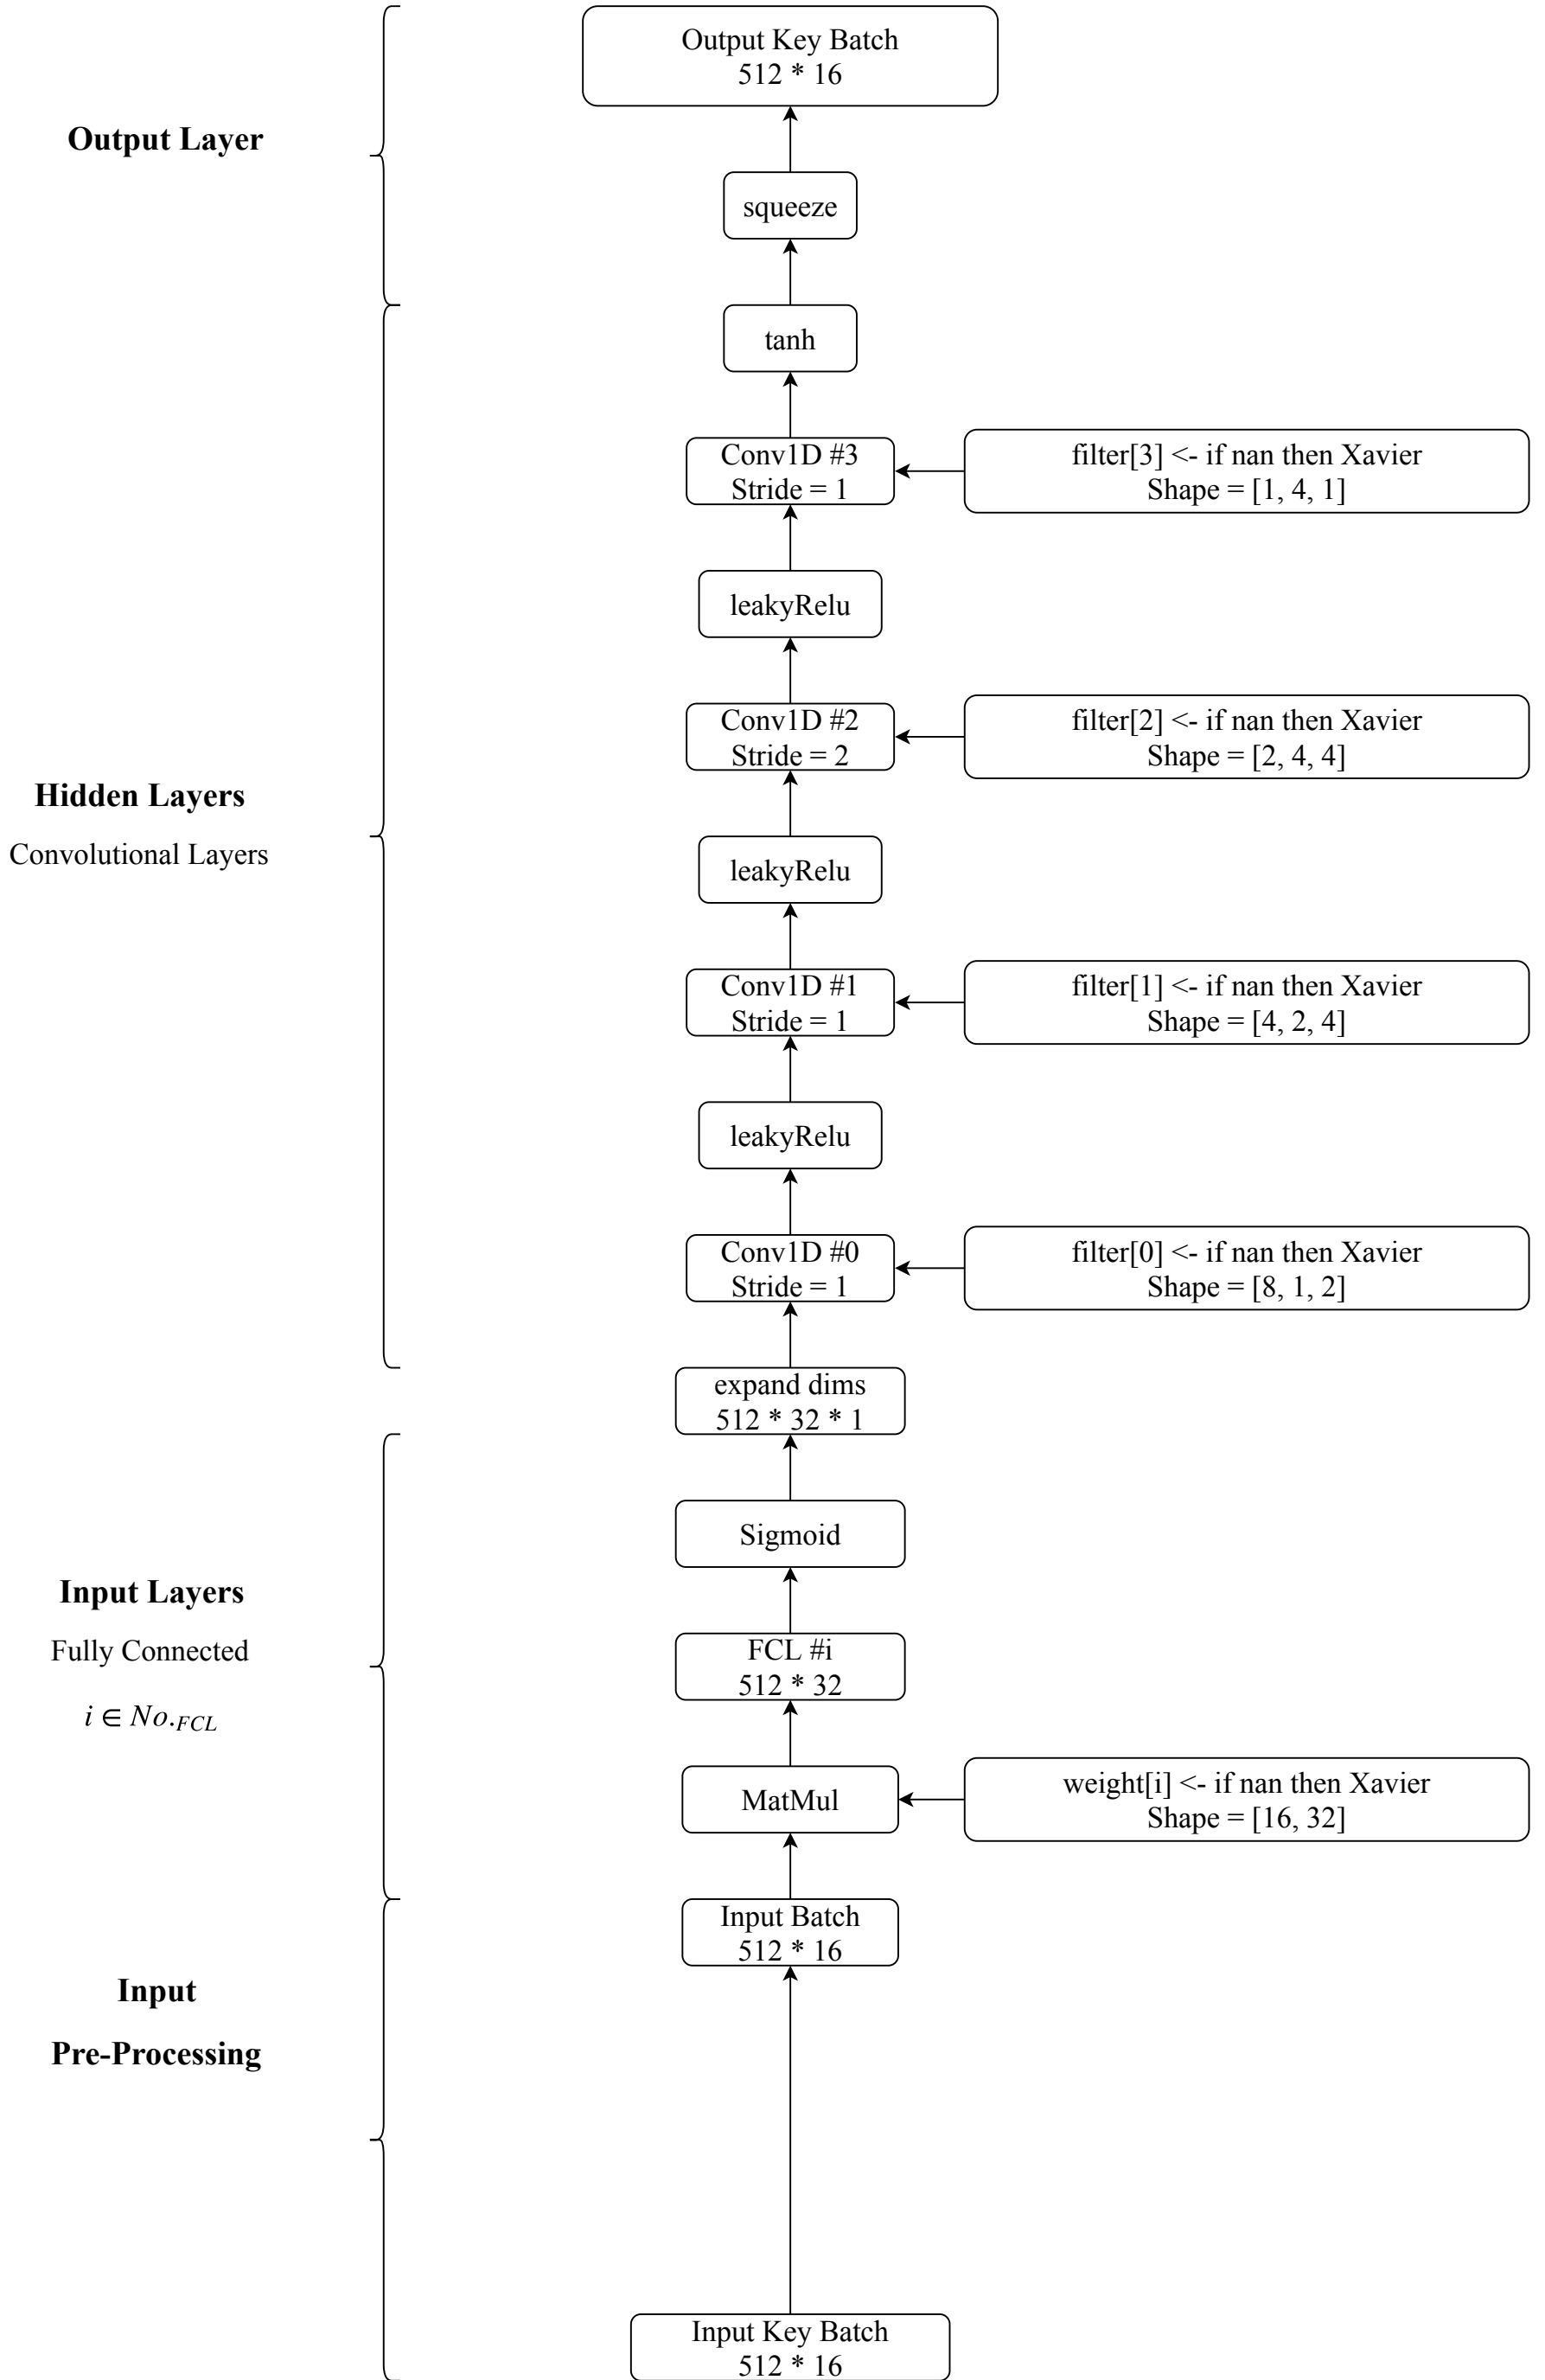 Output Key Batch
512 * 16
Output Layer
squeeze
tanh
Conv1D #3
Stride = 1
filter[3] <- if nan then Xavier
Shape = [1, 4, 1]
leakyRelu
Conv1D #2
Stride = 2
filter[2] <- if nan then Xavier
Shape = [2, 4, 4]
Hidden Layers
Convolutional Layers
leakyRelu
Conv1D #1
Stride = 1
filter[1] <- if nan then Xavier
Shape = [4, 2, 4]
leakyRelu
Conv1D #0
Stride = 1
filter[0] <- if nan then Xavier
Shape = [8, 1, 2]
expand dims
512 * 32 * 1
Sigmoid
Input Layers
Fully Connected
i ∈ No.FCL
FCL #i
512 * 32
MatMul
weight[i] <- if nan then Xavier
Shape = [16, 32]
Input Batch
512 * 16
Input
Pre-Processing
Input Key Batch
512 * 16